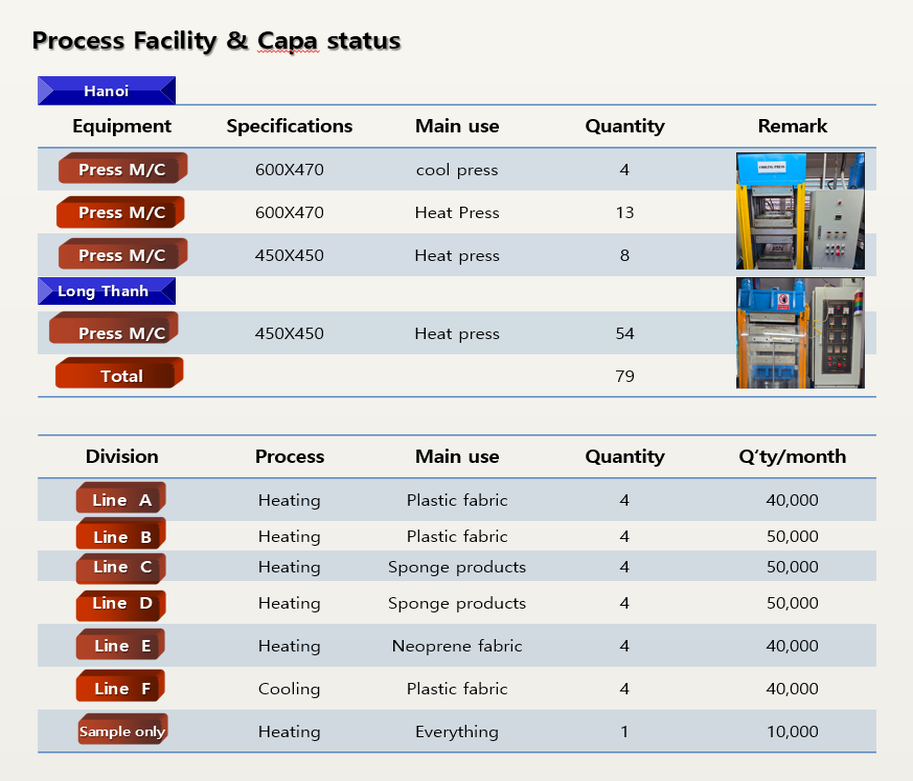 Process Facility & Capa status
Hanoi
Equipment Specifications Main use Quantity Remark
Press M/C 600X470 cool press 4
Press M/C 600X470 Heat Press 13
Press M/C 450X450 Heat press 8
Long Thanh
Press M/C 450X450 Heat press 54
Total 79
Division Process Main use Quantity Q'ty/month
Line A Heating Plastic fabric 4 40,000
Line B Heating Plastic fabric 4 50,000
Line C Heating Sponge products 4 50,000
Line D Heating Sponge products 4 50,000
Line E Heating Neoprene fabric 4 40,000
Line F Cooling Plastic fabric 4 40,000
Sample only Heating Everything 1 10,000